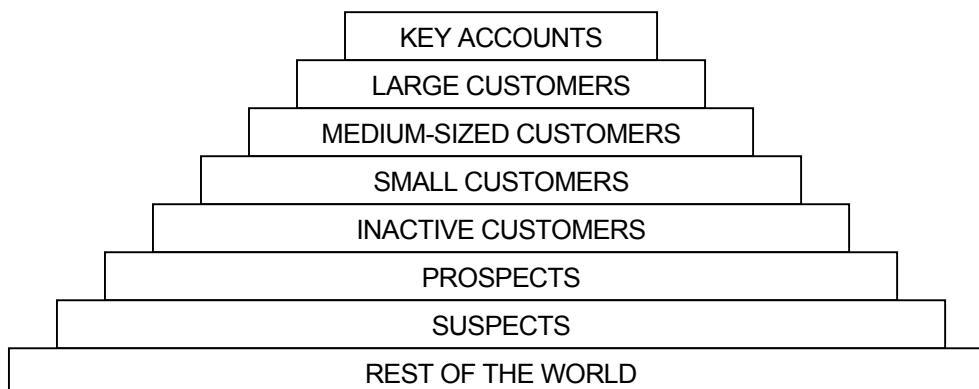 KEY ACCOUNTS
LARGE CUSTOMERS
MEDIUM-SIZED CUSTOMERS
SMALL CUSTOMERS
INACTIVE CUSTOMERS
PROSPECTS
SUSPECTS
REST OF THE WORLD